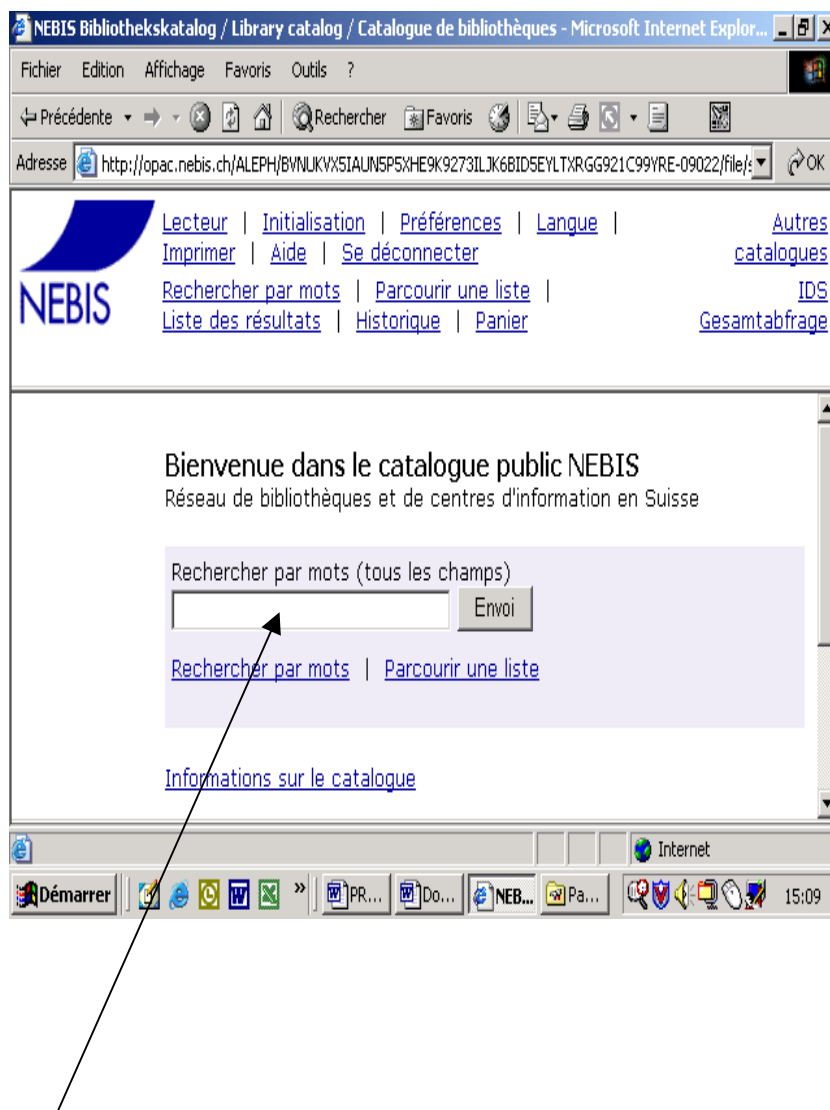 NEBIS Bibliothekskatalog / Library catalog / Catalogue de bibliothèques - Microsoft Internet Explor...
Fichier Edition Affichage Favoris Outils ?
Précédente Rechercher Favoris
Adresse http://opac.nebis.ch/ALEPH/BVNUKVX5IAUN5P5XHE9K9273ILJK6BID5EYLTXRGG921C99YRE-09022/file/s OK
Lecteur | Initialisation | Préférences | Langue | Autres
Imprimer | Aide | Se déconnecter catalogues
NEBIS
Rechercher par mots | Parcourir une liste | IDS
Liste des résultats | Historique | Panier Gesamtabfrage
Bienvenue dans le catalogue public NEBIS
Réseau de bibliothèques et de centres d'information en Suisse
Rechercher par mots (tous les champs)
Envoi
Rechercher par mots | Parcourir une liste
Informations sur le catalogue
Internet
Démarrer » PR... Do... NEB... Pa... 15:09